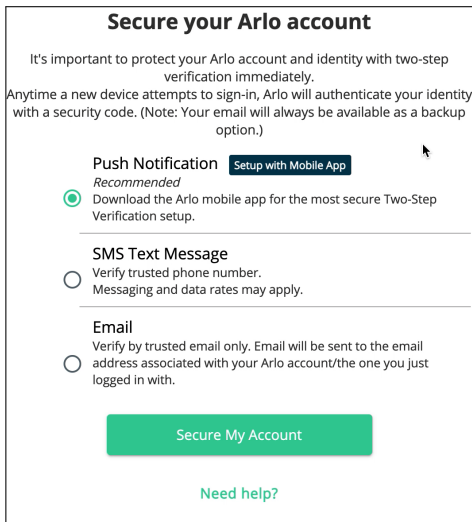 Secure your Arlo account
It's important to protect your Arlo account and identity with two-step
verification immediately.
Anytime a new device attempts to sign-in, Arlo will authenticate your identity
with a security code. (Note: Your email will always be available as a backup
option.)
Push Notification Setup with Mobile App
Recommended
Download the Arlo mobile app for the most secure Two-Step
Verification setup.
SMS Text Message
Verify trusted phone number.
Messaging and data rates may apply.
Email
Verify by trusted email only. Email will be sent to the email
address associated with your Arlo account/the one you just
logged in with.
Secure My Account
Need help?